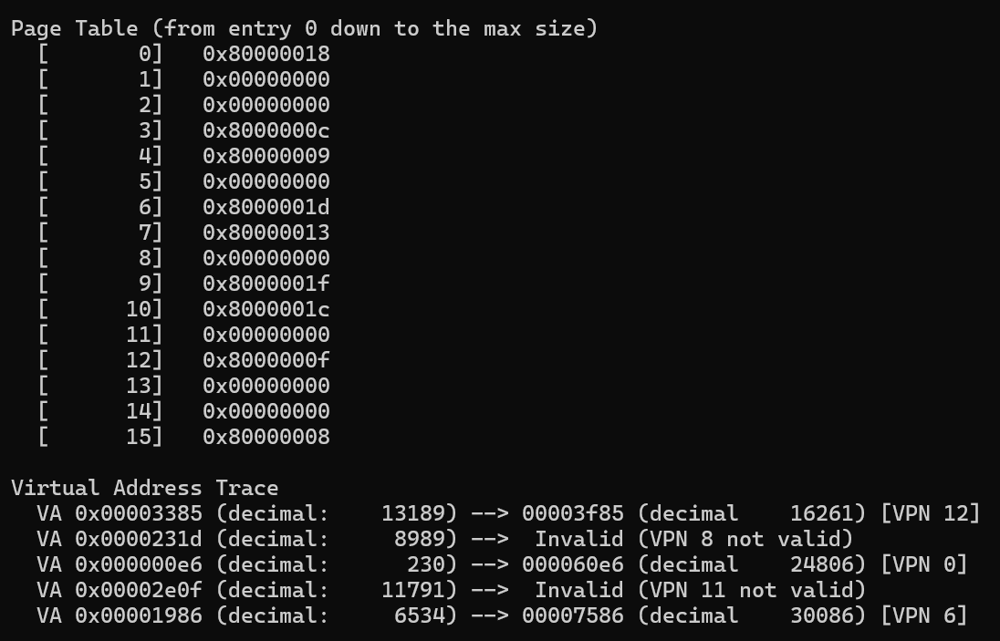 Page Table (from entry 0 down to the max size)
  [       0]   0x80000018
  [       1]   0x00000000
  [       2]   0x00000000
  [       3]   0x8000000c
  [       4]   0x80000009
  [       5]   0x00000000
  [       6]   0x8000001d
  [       7]   0x80000013
  [       8]   0x00000000
  [       9]   0x8000001f
  [      10]   0x8000001c
  [      11]   0x00000000
  [      12]   0x8000000f
  [      13]   0x00000000
  [      14]   0x00000000
  [      15]   0x80000008

Virtual Address Trace
  VA 0x00003385 (decimal:    13189) --> 00003f85 (decimal    16261) [VPN 12]
  VA 0x0000231d (decimal:     8989) -->  Invalid (VPN 8 not valid)
  VA 0x000000e6 (decimal:      230) --> 000060e6 (decimal    24806) [VPN 0]
  VA 0x00002e0f (decimal:    11791) -->  Invalid (VPN 11 not valid)
  VA 0x00001986 (decimal:     6534) --> 00007586 (decimal    30086) [VPN 6]